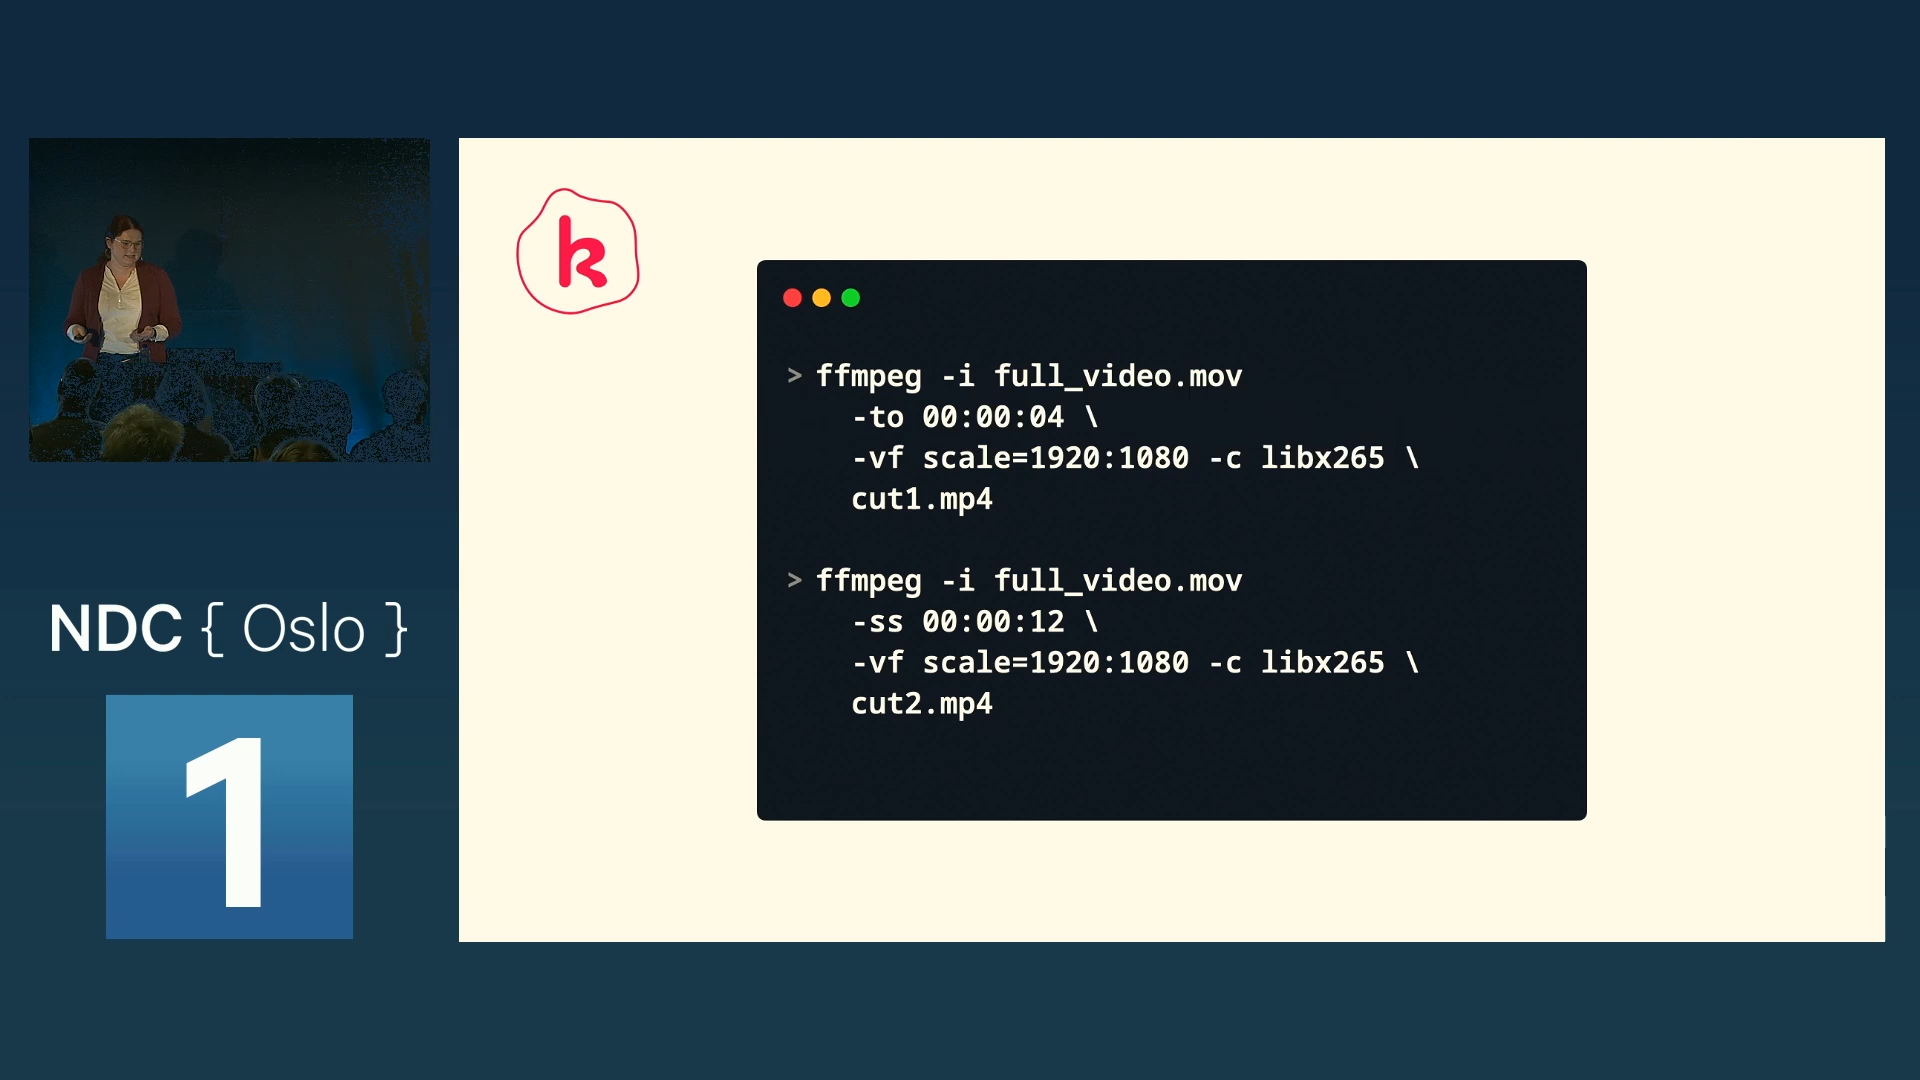 k
> ffmpeg -i full_video.mov
-to 00:00:04 \
-vf scale=1920:1080 -c libx265 \
cut1.mp4
> ffmpeg -i full_video.mov
-ss 00:00:12 \
-vf scale=1920:1080 -c libx265 \
cut2.mp4
NDC { Oslo }
1